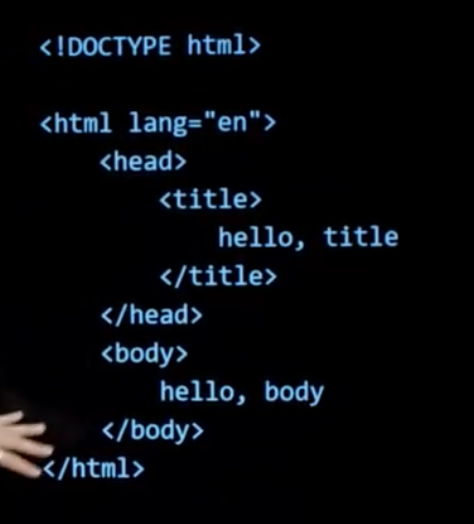 <!DOCTYPE html>
<html lang="en">
<head>
<title>
hello, title
</title>
</head>
<body>
hello, body
</body>
</html>